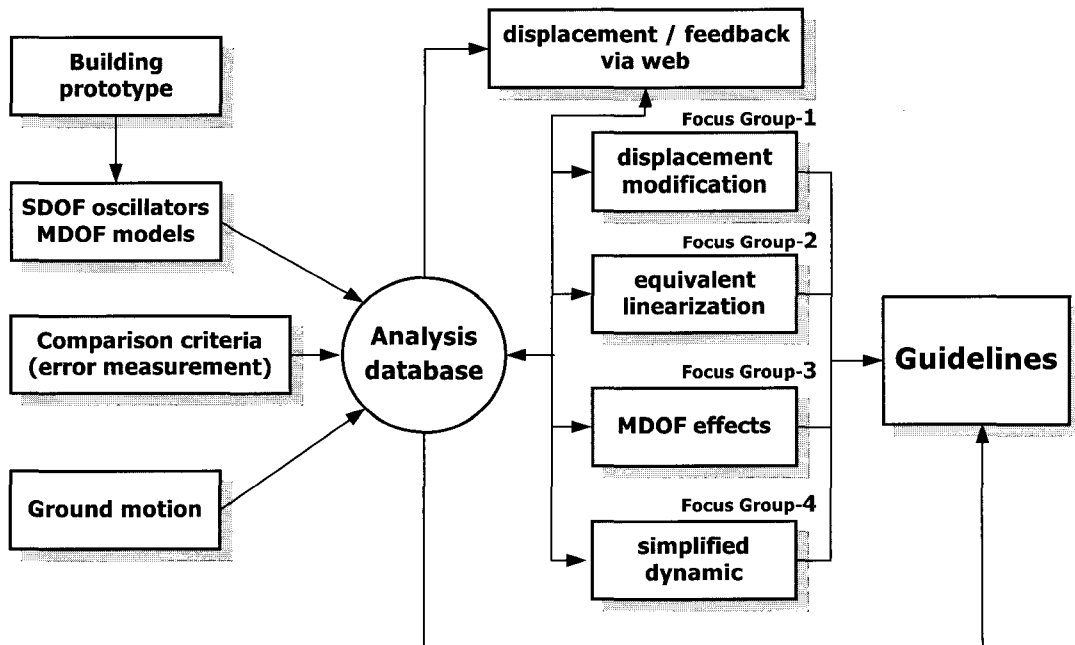 Building
prototype
SDOF oscillators
MDOF models
Comparison criteria
(error measurement)
Ground motion
Analysis
database
displacement / feedback
via web
Focus Group-1
displacement
modification
Focus Group-2
equivalent
linearization
Focus Group-3
MDOF effects
Focus Group-4
simplified
dynamic
Guidelines